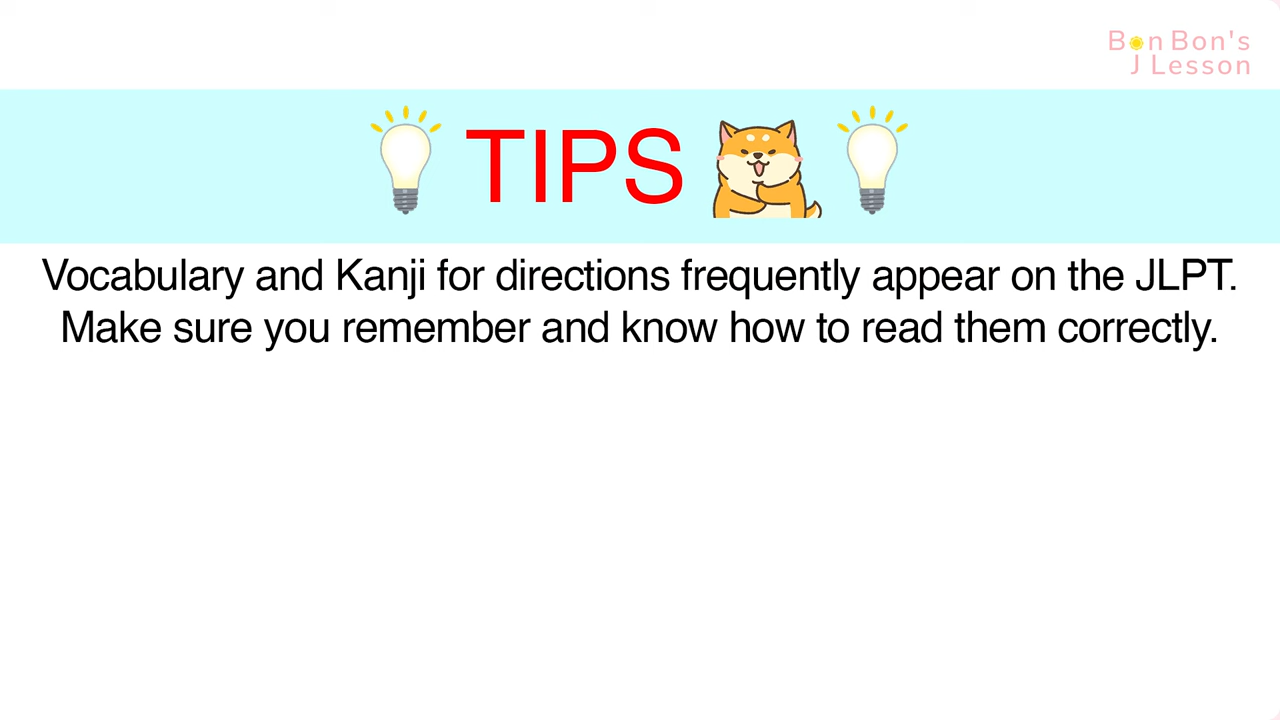 Bon Bon's
J Lesson
TIPS
Vocabulary and Kanji for directions frequently appear on the JLPT.
Make sure you remember and know how to read them correctly.